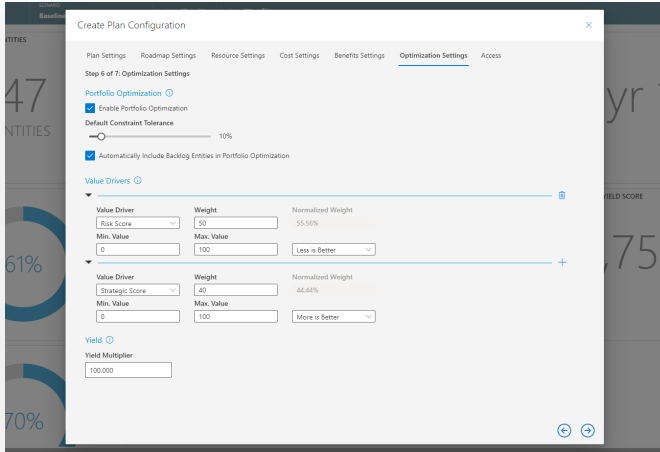 SCENARIO
Baseline
Create Plan Configuration
NTITIES
Plan Settings Roadmap Settings Resource Settings Cost Settings Benefits Settings Optimization Settings Access
Step 6 of 7: Optimization Settings
Portfolio Optimization
Enable Portfolio Optimization
Default Constraint Tolerance
10%
Automatically Include Backlog Entities in Portfolio Optimization
47
NTITIES
yr
Value Drivers
Value Driver Weight Normalized Weight
Risk Score 50 55.56%
Min. Value Max. Value
0 100 Less is Better
YIELD SCORE
61%
,75
Value Driver Weight Normalized Weight
Strategic Score 40 44.44%
Min. Value Max. Value
0 100 More is Better
Yield
Yield Multiplier
100.000
70%